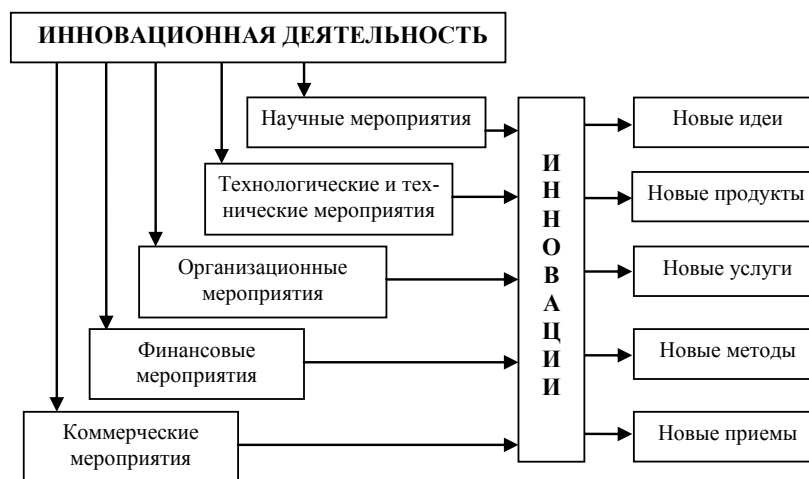 ИННОВАЦИОННАЯ ДЕЯТЕЛЬНОСТЬ
Научные мероприятия
Технологические и тех-
нические мероприятия
Организационные
мероприятия
Финансовые
мероприятия
Коммерческие
мероприятия
И
Н
Н
О
В
А
Ц
И
И
Новые идеи
Новые продукты
Новые услуги
Новые методы
Новые приемы